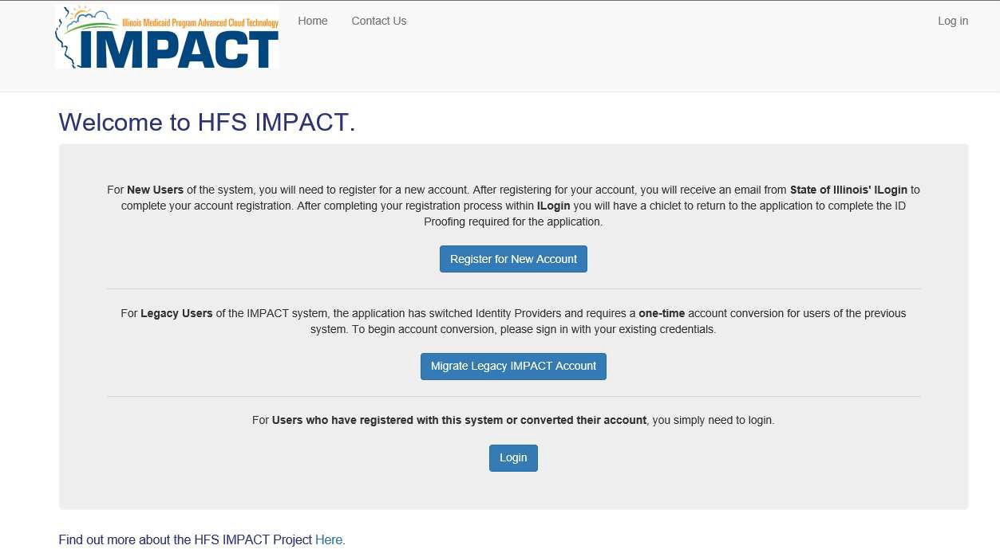 Illinois Medicaid Program Advanced Cloud Technology
IMPACT
Home
Contact Us
Log in
Welcome to HFS IMPACT.
For New Users of the system, you will need to register for a new account. After registering for your account, you will receive an email from State of Illinois' ILogin to
complete your account registration. After completing your registration process within ILogin you will have a chiclet to return to the application to complete the ID
Proofing required for the application.
Register for New Account
For Legacy Users of the IMPACT system, the application has switched Identity Providers and requires a one-time account conversion for users of the previous
system. To begin account conversion, please sign in with your existing credentials.
Migrate Legacy IMPACT Account
For Users who have registered with this system or converted their account, you simply need to login.
Login
Find out more about the HFS IMPACT Project Here.